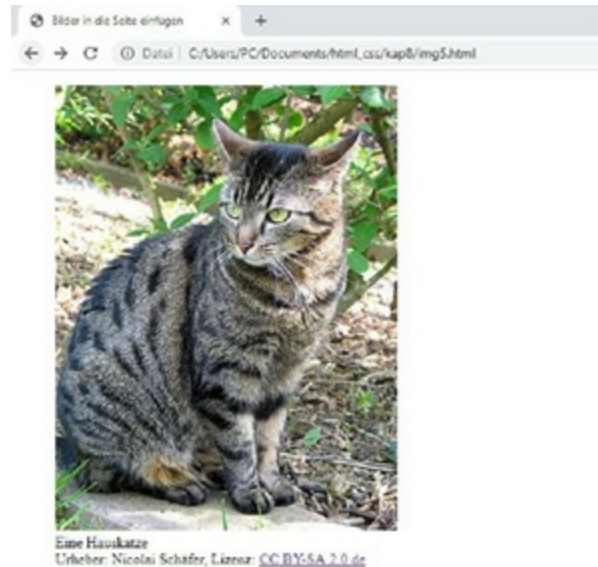 Bilder in die Seite einfügen
Datei C:/Users/PC/Documents/html_css/kap8/img5.html
Eine Hauskatze
Urheber: Nicolai Schäfer, Lizenz: CC BY-SA 2.0 de